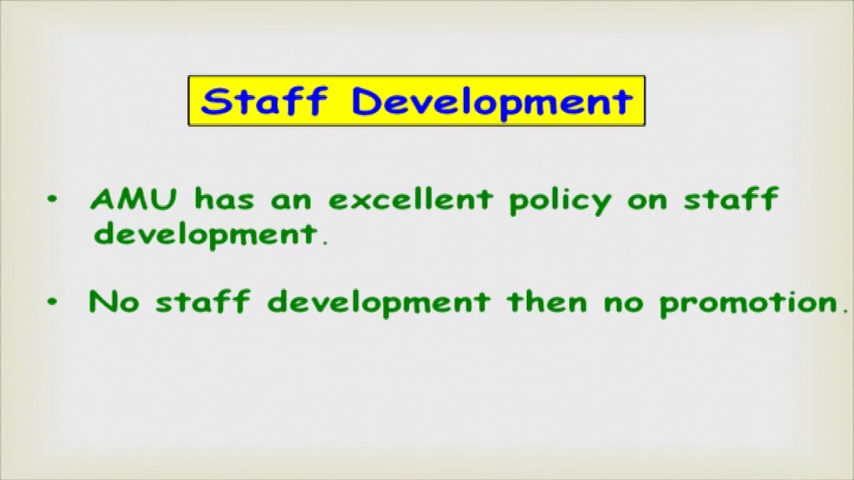 Staff Development
• AMU has an excellent policy on staff
development.
• No staff development then no promotion.